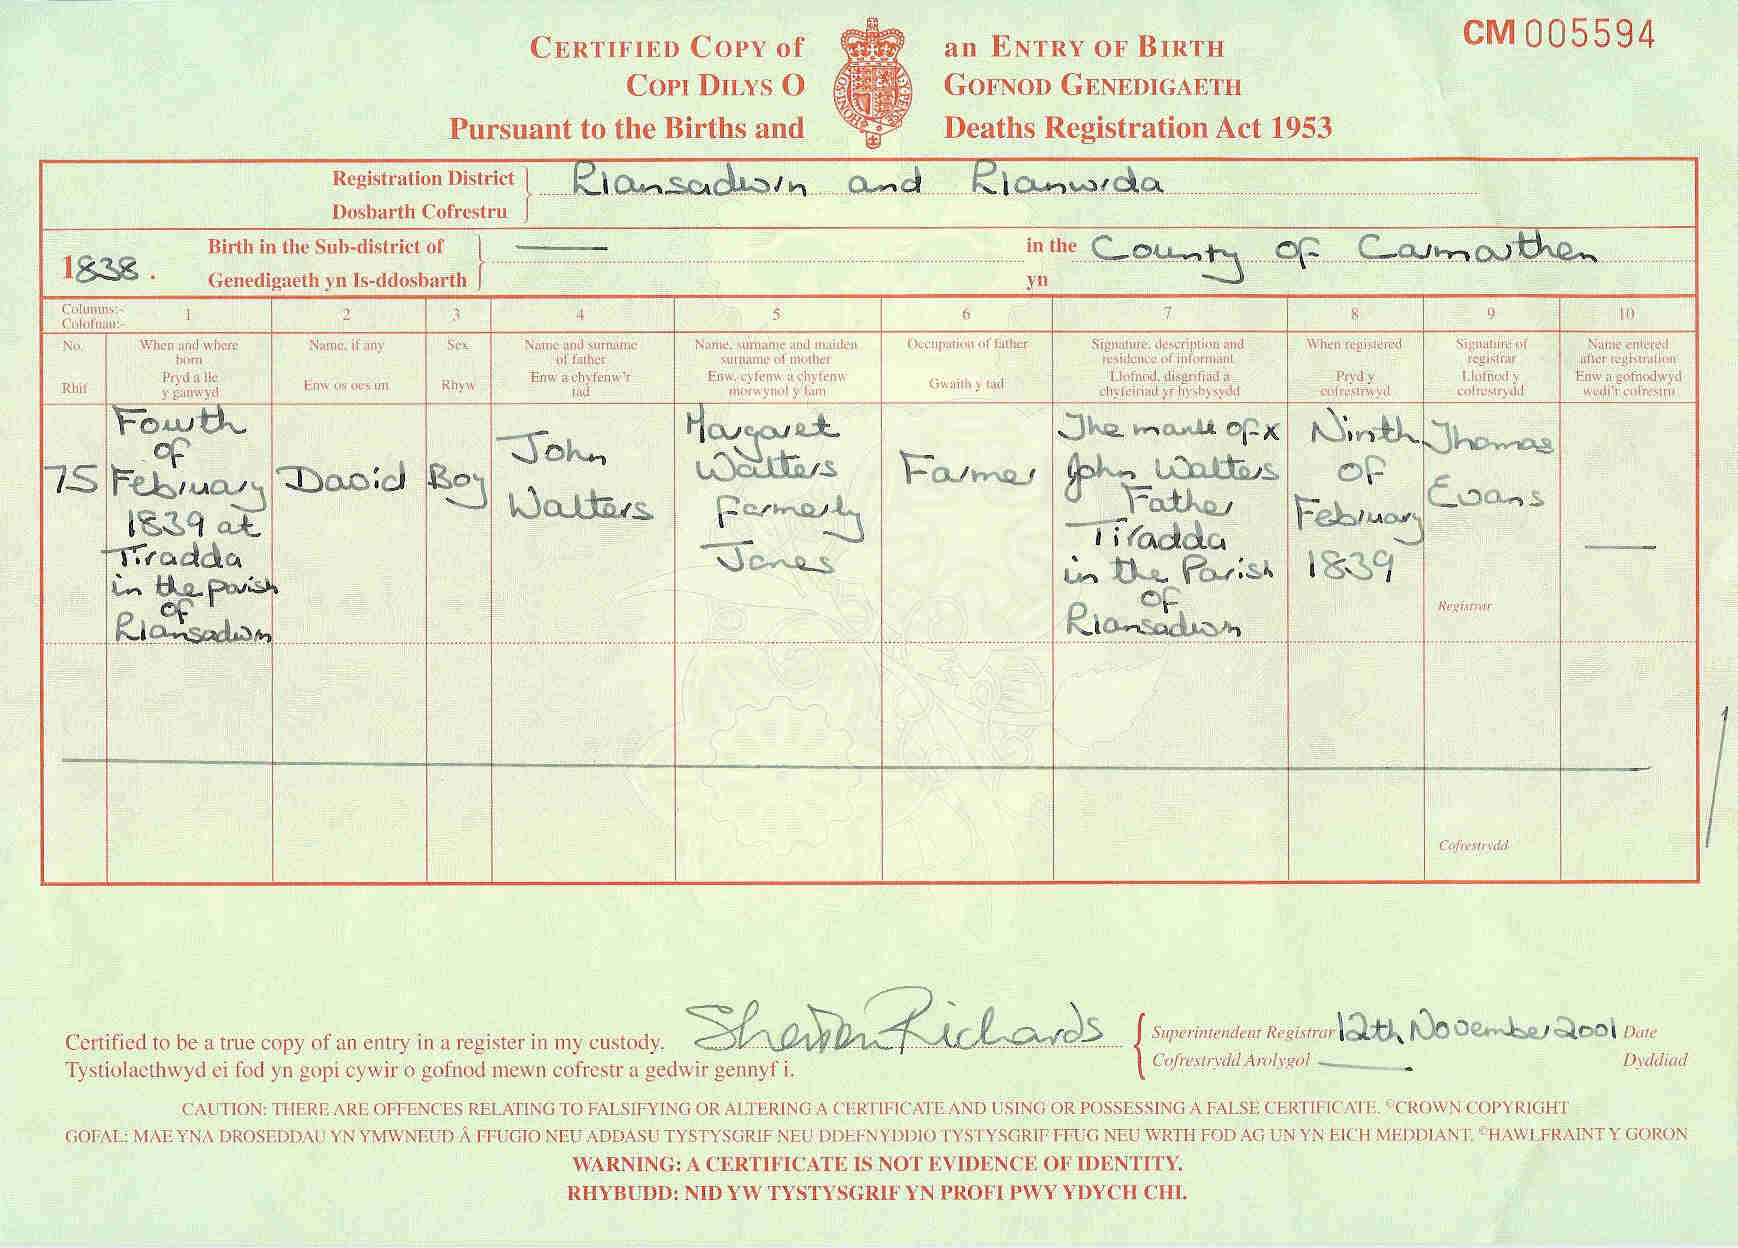 CM 005594
CERTIFIED COPY of an ENTRY OF BIRTH
COPI DILYS O GOFNOD GENEDIGAETH
Pursuant to the Births and Deaths Registration Act 1953
HONI SOIT QUI MAL Y PENSE
Registration District Llansadwrn and Llanwrda
Dosbarth Cofrestru
1838. Birth in the Sub-district of — in the County of Carmarthen
Genedigaeth yn Is-ddosbarth yn
Columns:- 1 2 3 4 5 6 7 8 9 10
Colofnau:-
No. When and where born Name, if any Sex Name and surname of father Name, surname and maiden surname of mother Occupation of father Signature, description and residence of informant When registered Signature of registrar Name entered after registration
Rhif Pryd a lle y ganwyd Enw os oes un Rhyw Enw a chyfenw'r tad Enw, cyfenw a chyfenw morwynol y fam Gwaith y tad Llofnod, disgrifiad a chyfeiriad yr hysbysydd Pryd y cofrestrwyd Llofnod y cofrestrydd Enw a gofnodwyd wedi'r cofrestru
75
Fourth
of
February
1839 at
Tiradda
in the parish
of
Llansadwrn
David
Boy
John
Walters
Margaret
Walters
formerly
Jones
Farmer
The mark of x
John Walters
Father
Tiradda
in the Parish
of
Llansadwrn
Ninth
of
February
1839
Thomas
Evans
Registrar
—
Cofrestrydd
Certified to be a true copy of an entry in a register in my custody. Richards Superintendent Registrar 12th November 2001 Date
Tystiolaethwyd ei fod yn gopi cywir o gofnod mewn cofrestr a gedwir gennyf i. Cofrestrydd Arolygol — Dyddiad
CAUTION: THERE ARE OFFENCES RELATING TO FALSIFYING OR ALTERING A CERTIFICATE AND USING OR POSSESSING A FALSE CERTIFICATE. ©CROWN COPYRIGHT
GOFAL: MAE YNA DROSEDDAU YN YMWNEUD Â FFUGIO NEU ADDASU TYSTYSGRIF NEU DDEFNYDDIO TYSTYSGRIF FFUG NEU WRTH FOD AG UN YN EICH MEDDIANT. ©HAWLFRAINT Y GORON
WARNING: A CERTIFICATE IS NOT EVIDENCE OF IDENTITY.
RHYBUDD: NID YW TYSTYSGRIF YN PROFI PWY YDYCH CHI.